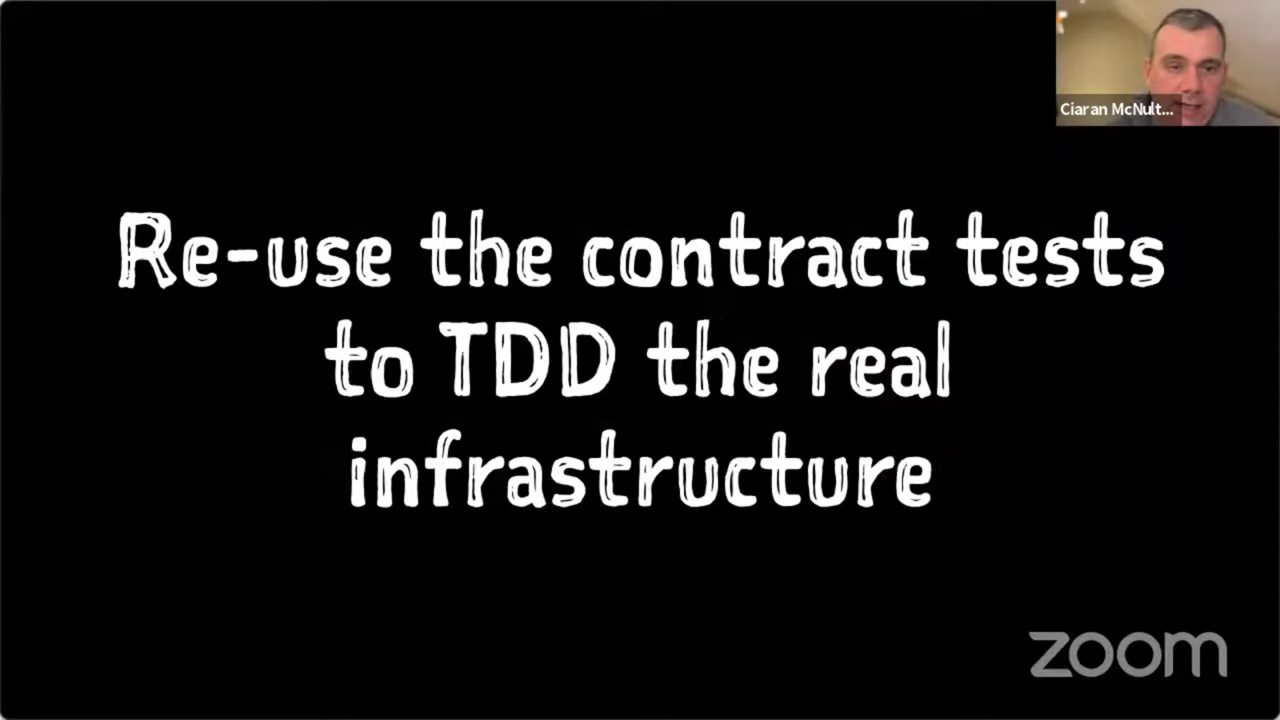 Ciaran McNult...
Re-use the contract tests
to TDD the real
infrastructure
zoom